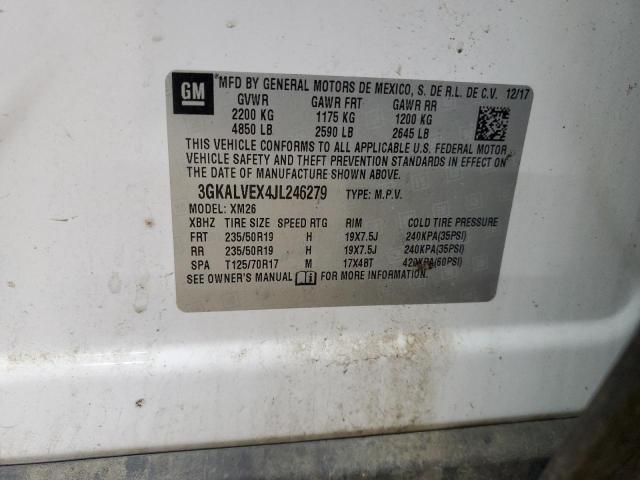 GM
MFD BY GENERAL MOTORS DE MEXICO, S. DE R.L. DE C.V. 12/17
GVWR GAWR FRT GAWR RR
2200 KG 1175 KG 1200 KG
4850 LB 2590 LB 2645 LB
THIS VEHICLE CONFORMS TO ALL APPLICABLE U.S. FEDERAL MOTOR
VEHICLE SAFETY AND THEFT PREVENTION STANDARDS IN EFFECT ON
THE DATE OF MANUFACTURE SHOWN ABOVE.
3GKALVEX4JL246279 TYPE: M.P.V.
MODEL: XM26
XBHZ TIRE SIZE SPEED RTG RIM COLD TIRE PRESSURE
FRT 235/50R19 H 19X7.5J 240KPA(35PSI)
RR 235/50R19 H 19X7.5J 240KPA(35PSI)
SPA T125/70R17 M 17X4BT 420KPA(60PSI)
SEE OWNER'S MANUAL i FOR MORE INFORMATION.